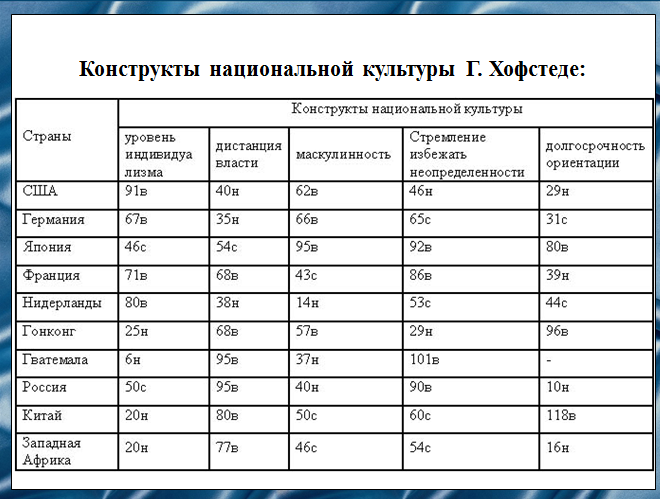 Конструкты национальной культуры Г. Хофстеде:
Конструкты национальной культуры
Страны
уровень
индивидуа
лизма
дистанция
власти
маскулинность
Стремление
избежать
неопределенности
долгосрочность
ориентации
США 91в 40н 62в 46н 29н
Германия 67в 35н 66в 65с 31с
Япония 46с 54с 95в 92в 80в
Франция 71в 68в 43с 86в 39н
Нидерланды 80в 38н 14н 53с 44с
Гонконг 25н 68в 57в 29н 96в
Гватемала 6н 95в 37н 101в -
Россия 50с 95в 40н 90в 10н
Китай 20н 80в 50с 60с 118в
Западная
Африка 20н 77в 46с 54с 16н